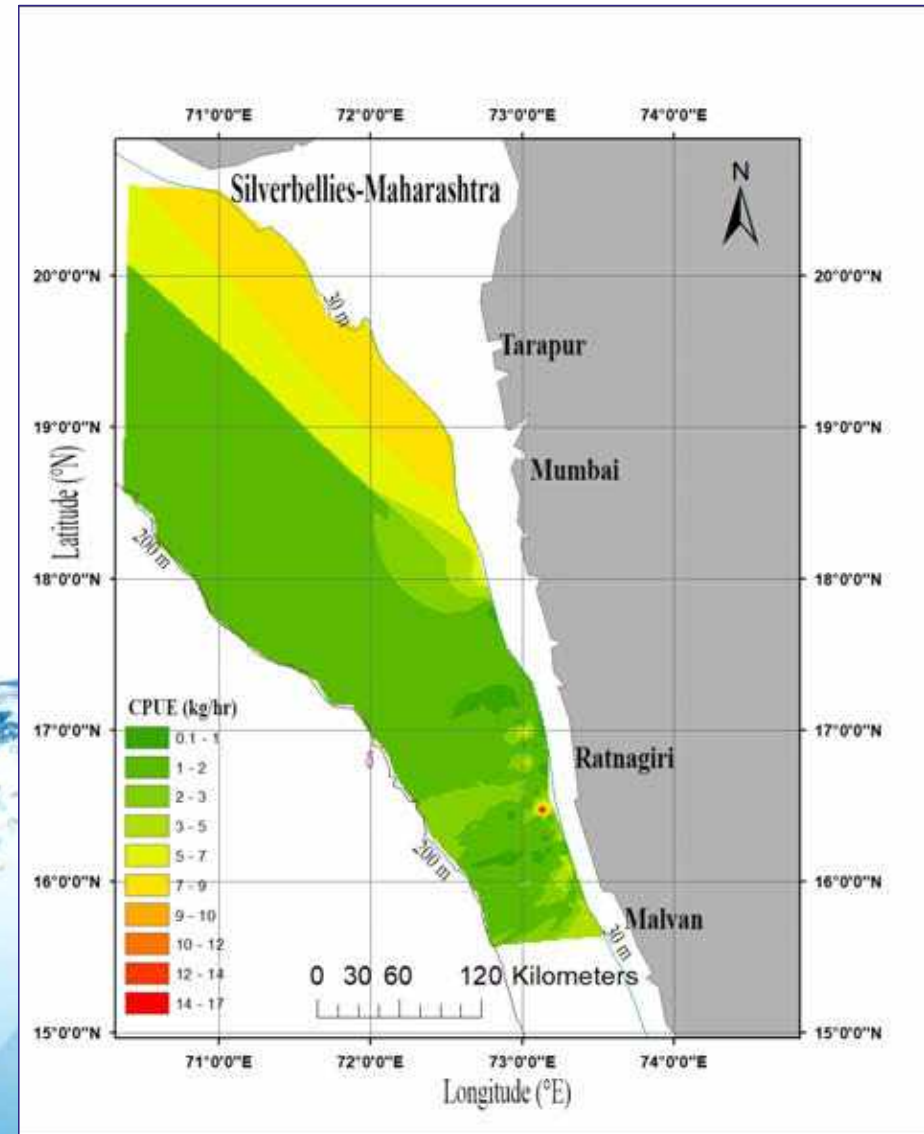 71°0'0"E 72°0'0"E 73°0'0"E 74°0'0"E
Silverbellies-Maharashtra
N
20°0'0"N 20°0'0"N
30 m
Tarapur
19°0'0"N 19°0'0"N
Mumbai
Latitude (°N)
200 m
18°0'0"N 18°0'0"N
CPUE (kg/hr)
17°0'0"N 17°0'0"N
0.1 - 1
1 - 2
2 - 3
3 - 5
5 - 7
7 - 9
9 - 10
10 - 12
12 - 14
14 - 17
Ratnagiri
200 m
16°0'0"N 16°0'0"N
Malvan
30 m
0 30 60 120 Kilometers
15°0'0"N 15°0'0"N
71°0'0"E 72°0'0"E 73°0'0"E 74°0'0"E
Longitude (°E)